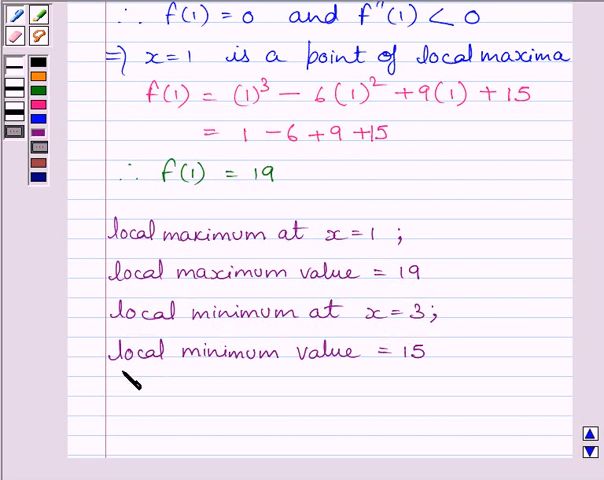 ∴ f(1) = 0 and f''(1) < 0
⇒ x=1 is a point of local maxima
f(1) = (1)³ − 6(1)² + 9(1) + 15
= 1 − 6 + 9 + 15
∴ f(1) = 19
local maximum at x=1 ;
local maximum value = 19
local minimum at x=3;
local minimum value = 15